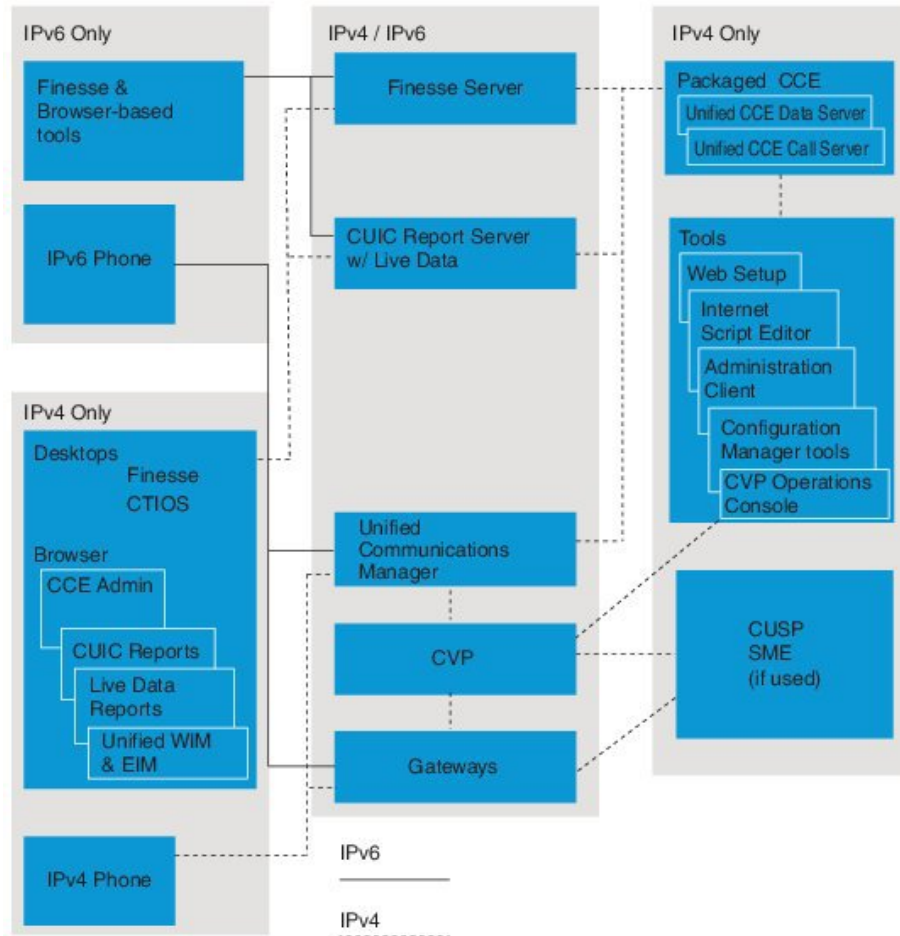 IPv6 Only
Finesse &
Browser-based
tools
IPv6 Phone
IPv4 Only
Desktops
Finesse
CTIOS
Browser
CCE Admin
CUIC Reports
Live Data
Reports
Unified WIM
& EIM
IPv4 Phone
IPv4 / IPv6
Finesse Server
CUIC Report Server
w/ Live Data
Unified
Communications
Manager
CVP
Gateways
IPv6
IPv4
IPv4 Only
Packaged CCE
Unified CCE Data Server
Unified CCE Call Server
Tools
Web Setup
Internet
Script Editor
Administration
Client
Configuration
Manager tools
CVP Operations
Console
CUSP
SME
(if used)